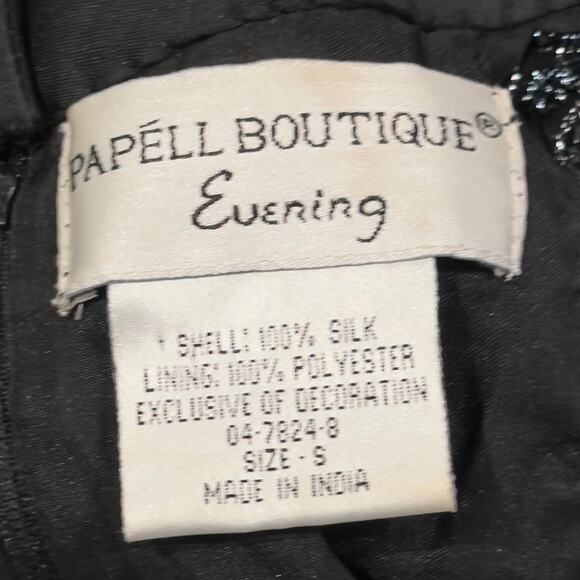 PAPÉLL BOUTIQUE®
Evening
SHELL: 100% SILK
LINING: 100% POLYESTER
EXCLUSIVE OF DECORATION
04-7824-8
SIZE - S
MADE IN INDIA